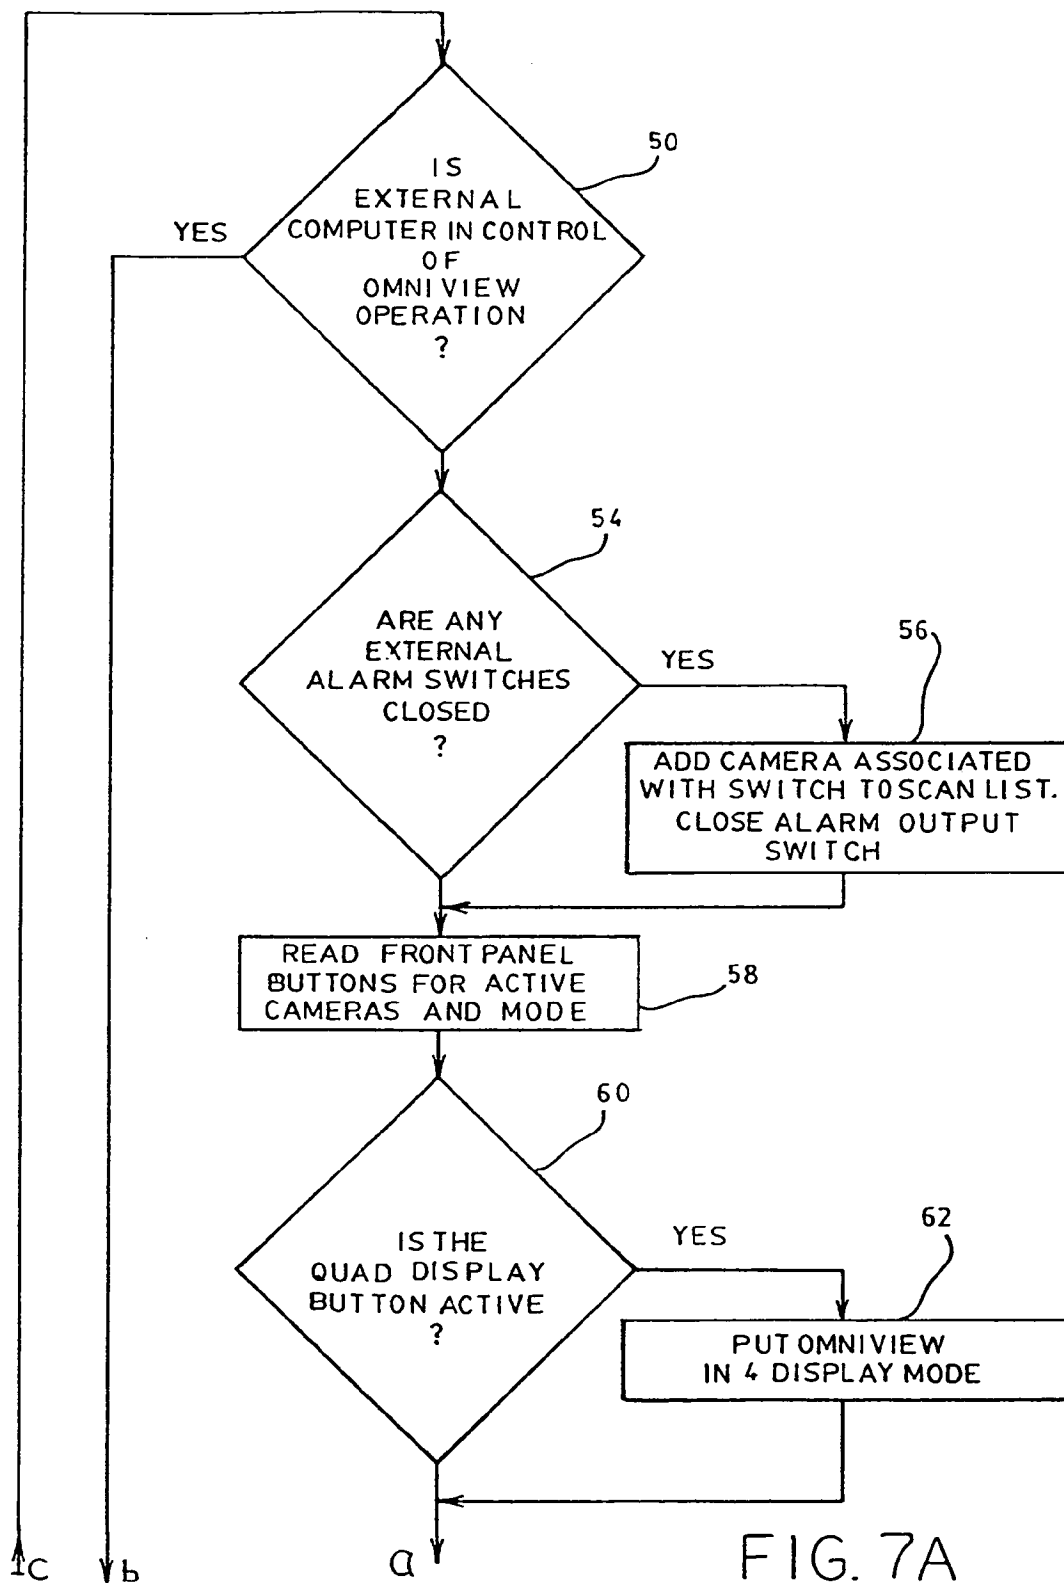 50
IS
EXTERNAL
COMPUTER IN CONTROL
OF
OMNIVIEW
OPERATION
?
YES
54
ARE ANY
EXTERNAL
ALARM SWITCHES
CLOSED
?
YES
56
ADD CAMERA ASSOCIATED
WITH SWITCH TO SCAN LIST.
CLOSE ALARM OUTPUT
SWITCH
READ FRONT PANEL
BUTTONS FOR ACTIVE
CAMERAS AND MODE
58
60
IS THE
QUAD DISPLAY
BUTTON ACTIVE
?
YES
62
PUT OMNIVIEW
IN 4 DISPLAY MODE
c b a
FIG. 7A